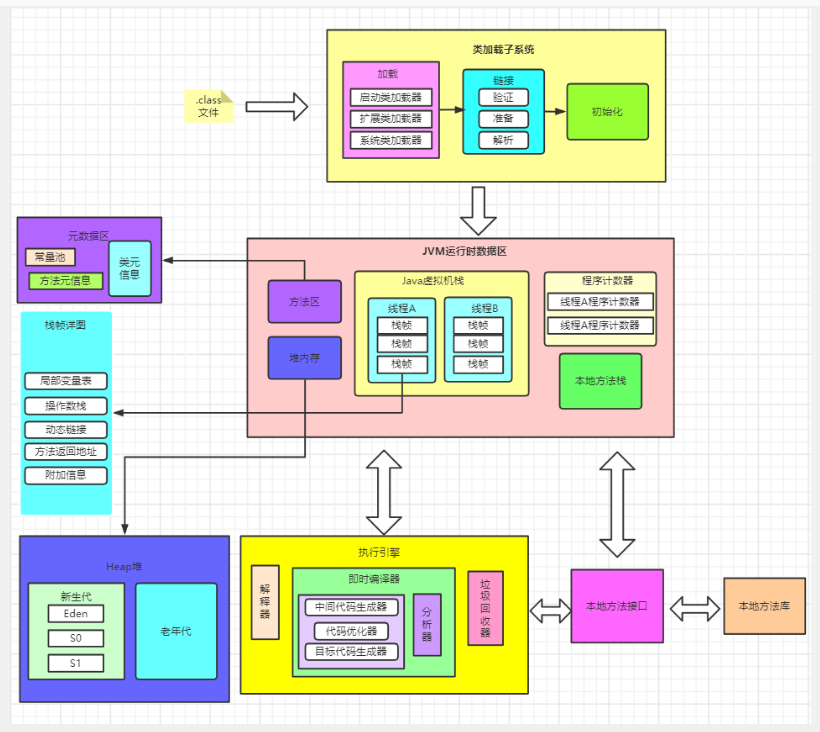 类加载子系统
加载
启动类加载器
扩展类加载器
系统类加载器
链接
验证
准备
解析
初始化
.class
文件
元数据区
常量池
方法元信息
类元
信息
JVM运行时数据区
方法区
堆内存
Java虚拟机栈
线程A
栈帧
栈帧
栈帧
线程B
栈帧
栈帧
栈帧
程序计数器
线程A程序计数器
线程A程序计数器
本地方法栈
栈帧详图
局部变量表
操作数栈
动态链接
方法返回地址
附加信息
Heap堆
新生代
Eden
S0
S1
老年代
执行引擎
解释器
即时编译器
中间代码生成器
代码优化器
目标代码生成器
分析器
垃圾回收器
本地方法接口
本地方法库